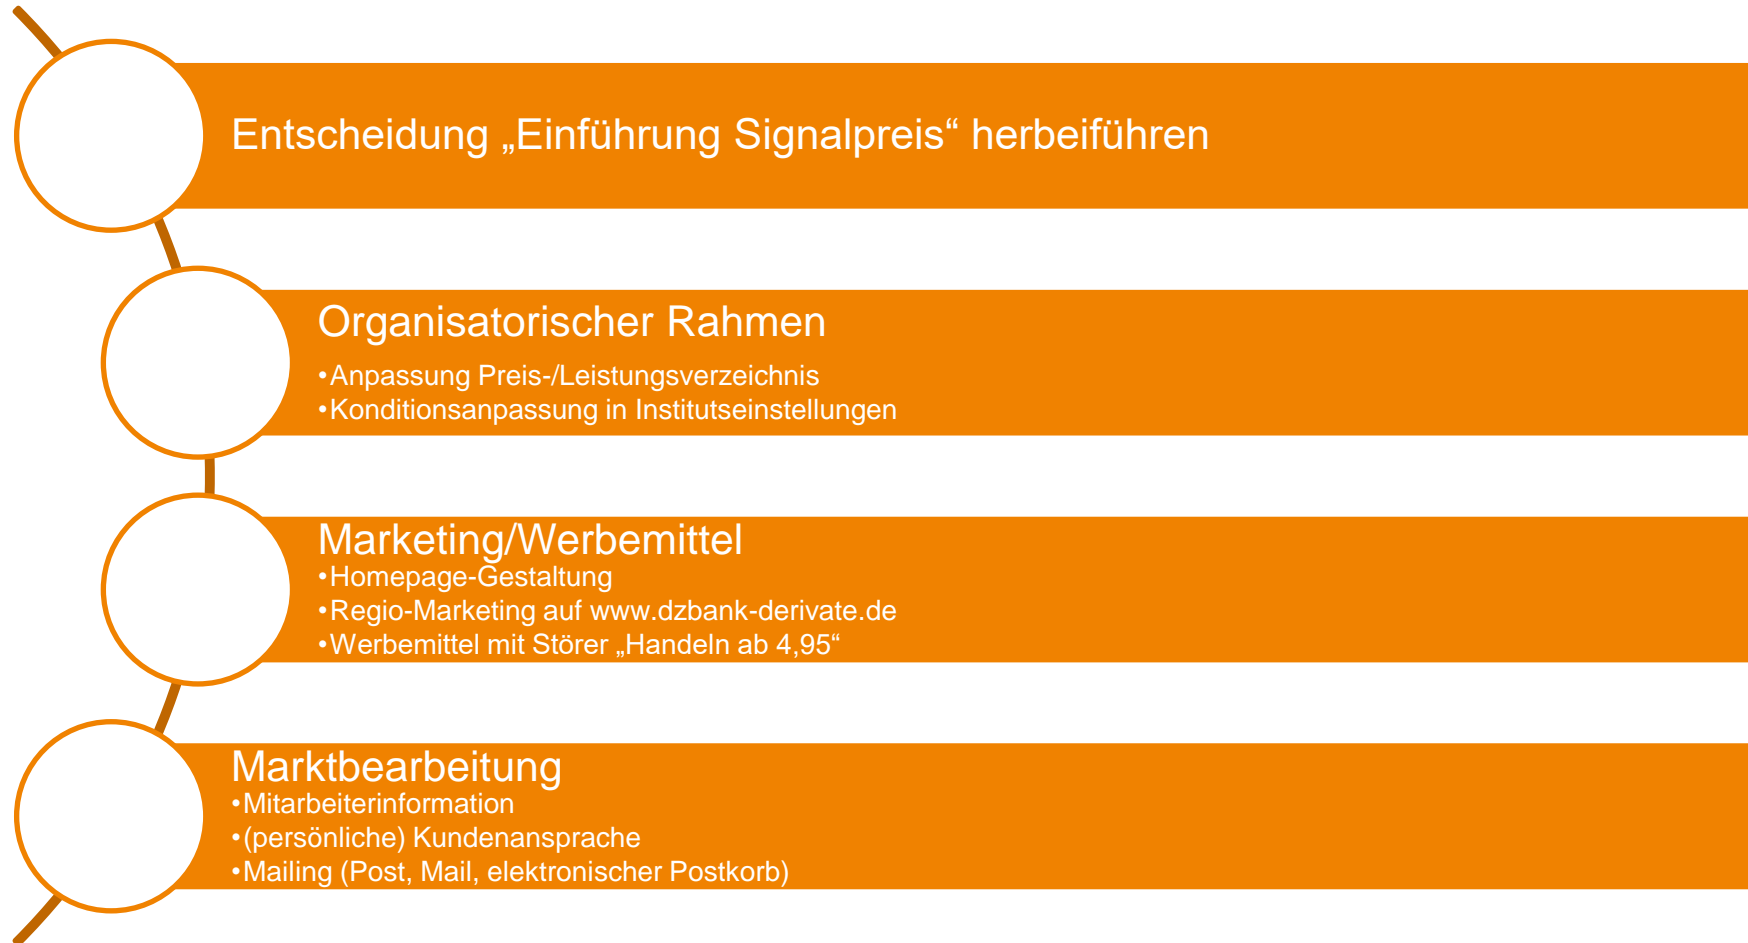 Entscheidung „Einführung Signalpreis“ herbeiführen
Organisatorischer Rahmen
•Anpassung Preis-/Leistungsverzeichnis
•Konditionsanpassung in Institutseinstellungen
Marketing/Werbemittel
•Homepage-Gestaltung
•Regio-Marketing auf www.dzbank-derivate.de
•Werbemittel mit Störer „Handeln ab 4,95“
Marktbearbeitung
•Mitarbeiterinformation
•(persönliche) Kundenansprache
•Mailing (Post, Mail, elektronischer Postkorb)